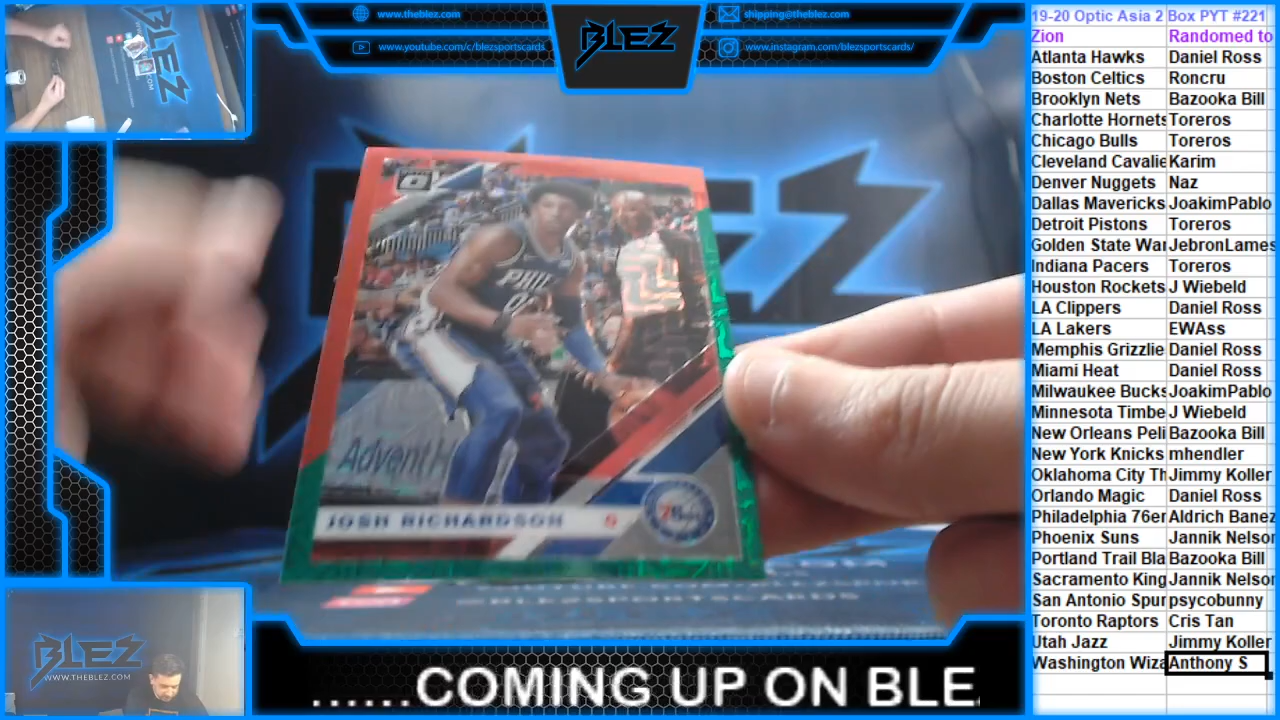 www.theblez.com
www.youtube.com/c/blezsportscards
BLEZ
shipping@theblez.com
www.instagram.com/blezsportscards/
BLEZ
PHIL
Advent H
JOSH RICHARDSON G
76
BLEZ
WWW.THEBLEZ.COM
......COMING UP ON BLE
19-20 Optic Asia 2 Box PYT #221
Zion Randomed to
Atlanta Hawks Daniel Ross
Boston Celtics Roncru
Brooklyn Nets Bazooka Bill
Charlotte Hornets Toreros
Chicago Bulls Toreros
Cleveland Cavalie Karim
Denver Nuggets Naz
Dallas Mavericks JoakimPablo
Detroit Pistons Toreros
Golden State War JebronLames
Indiana Pacers Toreros
Houston Rockets J Wiebeld
LA Clippers Daniel Ross
LA Lakers EWAss
Memphis Grizzlie Daniel Ross
Miami Heat Daniel Ross
Milwaukee Bucks JoakimPablo
Minnesota Timbe J Wiebeld
New Orleans Peli Bazooka Bill
New York Knicks mhendler
Oklahoma City Th Jimmy Koller
Orlando Magic Daniel Ross
Philadelphia 76er Aldrich Banez
Phoenix Suns Jannik Nelson
Portland Trail Bla Bazooka Bill
Sacramento King Jannik Nelson
San Antonio Spur psycobunny
Toronto Raptors Cris Tan
Utah Jazz Jimmy Koller
Washington Wiza Anthony S